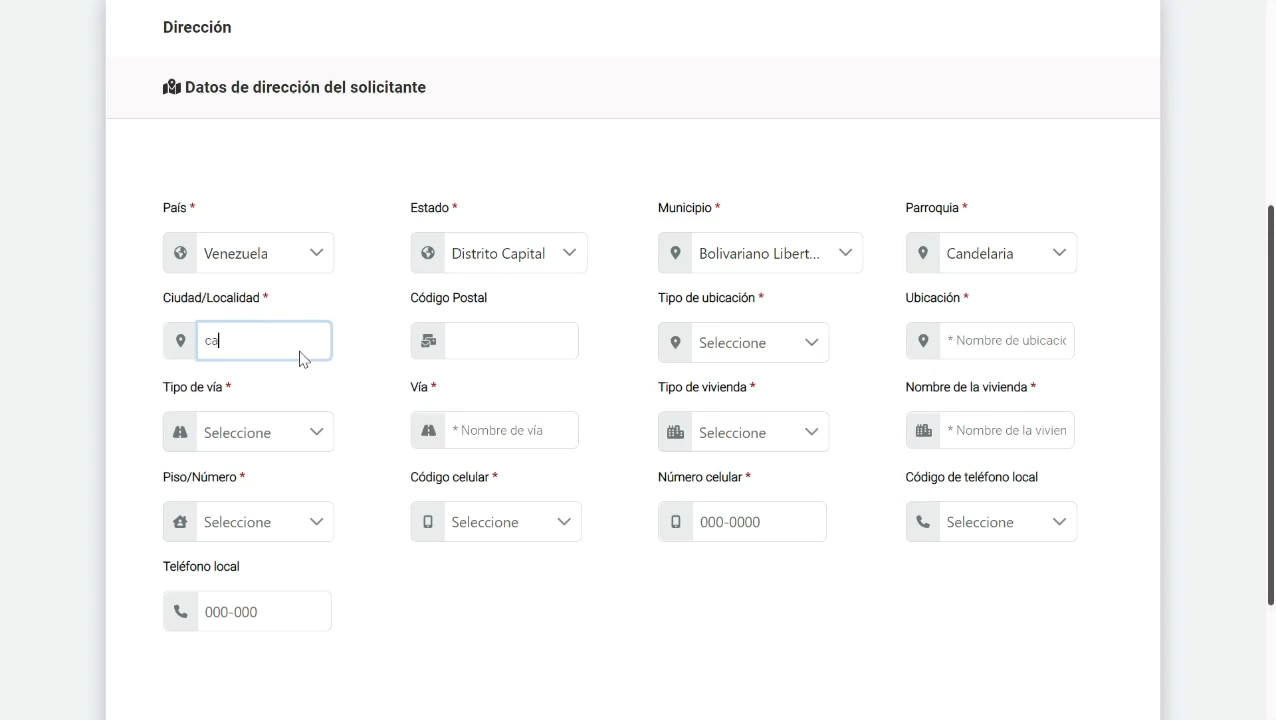 Dirección
Datos de dirección del solicitante
País * Estado * Municipio * Parroquia *
Venezuela Distrito Capital Bolivariano Libert... Candelaria
Ciudad/Localidad * Código Postal Tipo de ubicación * Ubicación *
ca Seleccione * Nombre de ubicació
Tipo de vía * Vía * Tipo de vivienda * Nombre de la vivienda *
Seleccione * Nombre de vía Seleccione * Nombre de la vivien
Piso/Número * Código celular * Número celular * Código de teléfono local
Seleccione Seleccione 000-0000 Seleccione
Teléfono local
000-000